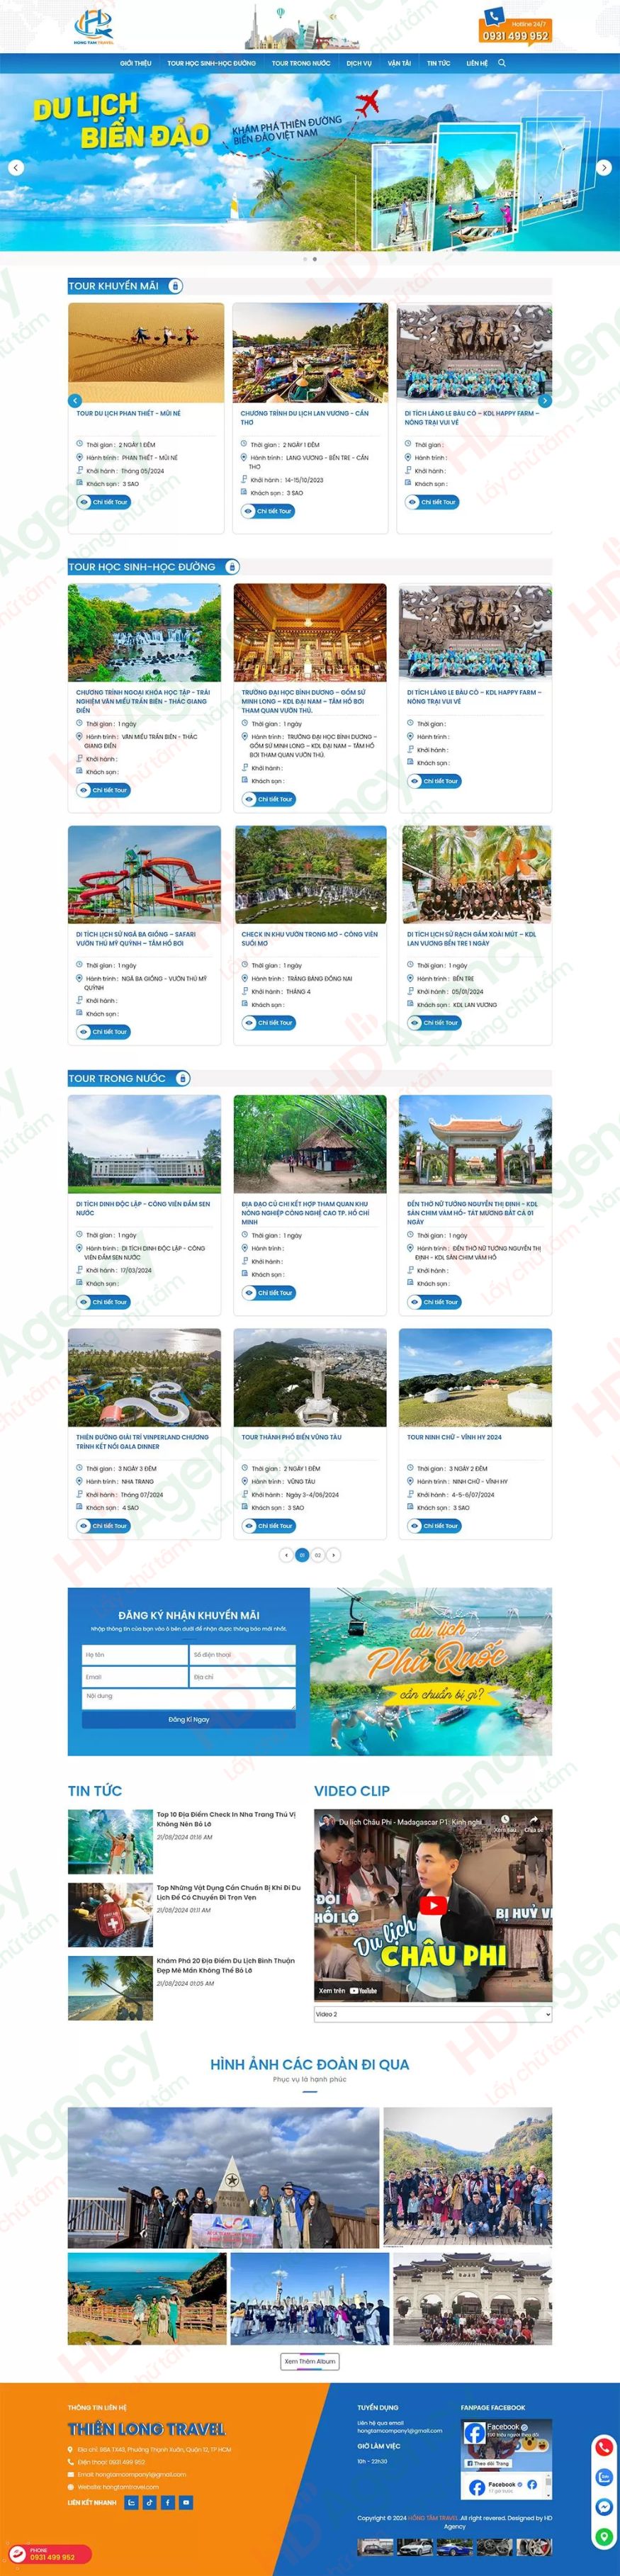 HONG TAM TRAVEL
Hotline 24/7
0931 499 952
GIỚI THIỆU TOUR HỌC SINH-HỌC ĐƯỜNG TOUR TRONG NƯỚC DỊCH VỤ VẬN TẢI TIN TỨC LIÊN HỆ
DU LỊCH
BIỂN ĐẢO
KHÁM PHÁ THIÊN ĐƯỜNG
BIỂN ĐẢO VIỆT NAM
TOUR KHUYẾN MÃI
TOUR DU LỊCH PHAN THIẾT - MŨI NÉ
Thời gian : 2 NGÀY 1 ĐÊM
Hành trình : PHAN THIẾT - MŨI NÉ
Khởi hành : Tháng 05/2024
Khách sạn : 3 SAO
Chi tiết Tour
CHƯƠNG TRÌNH DU LỊCH LAN VƯƠNG - CẦN
THƠ
Thời gian : 2 NGÀY 1 ĐÊM
Hành trình : LANG VƯƠNG - BẾN TRE - CẦN
THƠ
Khởi hành : 14-15/10/2023
Khách sạn : 3 SAO
Chi tiết Tour
DI TÍCH LÀNG LE BÀU CÒ – KDL HAPPY FARM –
NÔNG TRẠI VUI VẺ
Thời gian :
Hành trình :
Khởi hành :
Khách sạn :
Chi tiết Tour
TOUR HỌC SINH-HỌC ĐƯỜNG
CHƯƠNG TRÌNH NGOẠI KHÓA HỌC TẬP - TRẢI
NGHIỆM VĂN MIẾU TRẤN BIÊN - THÁC GIANG
ĐIỀN
Thời gian : 1 ngày
Hành trình : VĂN MIẾU TRẤN BIÊN - THÁC
GIANG ĐIỀN
Khởi hành :
Khách sạn :
Chi tiết Tour
TRƯỜNG ĐẠI HỌC BÌNH DƯƠNG – GỐM SỨ
MINH LONG – KDL ĐẠI NAM – TẮM HỒ BƠI
THAM QUAN VƯỜN THÚ.
Thời gian : 1 ngày
Hành trình : TRƯỜNG ĐẠI HỌC BÌNH DƯƠNG –
GỐM SỨ MINH LONG – KDL ĐẠI NAM – TẮM HỒ
BƠI THAM QUAN VƯỜN THÚ.
Khởi hành :
Khách sạn :
Chi tiết Tour
DI TÍCH LÀNG LE BÀU CÒ – KDL HAPPY FARM –
NÔNG TRẠI VUI VẺ
Thời gian :
Hành trình :
Khởi hành :
Khách sạn :
Chi tiết Tour
DI TÍCH LỊCH SỬ NGÃ BA GIỒNG – SAFARI
VƯỜN THÚ MỸ QUỲNH – TẮM HỒ BƠI
Thời gian : 1 ngày
Hành trình : NGÃ BA GIỒNG - VƯỜN THÚ MỸ
QUỲNH
Khởi hành :
Khách sạn :
Chi tiết Tour
CHECK IN KHU VƯỜN TRONG MƠ - CÔNG VIÊN
SUỐI MƠ
Thời gian : 1 ngày
Hành trình : TRẢNG BÀNG ĐỒNG NAI
Khởi hành : THÁNG 4
Khách sạn :
Chi tiết Tour
DI TÍCH LỊCH SỬ RẠCH GẦM XOÀI MÚT – KDL
LAN VƯƠNG BẾN TRE 1 NGÀY
Thời gian : 1 ngày
Hành trình : BẾN TRE
Khởi hành : 05/01/2024
Khách sạn : KDL LAN VƯƠNG
Chi tiết Tour
TOUR TRONG NƯỚC
DI TÍCH DINH ĐỘC LẬP - CÔNG VIÊN ĐẦM SEN
NƯỚC
Thời gian : 1 ngày
Hành trình : DI TÍCH DINH ĐỘC LẬP - CÔNG
VIÊN ĐẦM SEN NƯỚC
Khởi hành : 17/03/2024
Khách sạn :
Chi tiết Tour
ĐỊA ĐẠO CỦ CHI KẾT HỢP THAM QUAN KHU
NÔNG NGHIỆP CÔNG NGHỆ CAO TP. HỒ CHÍ
MINH
Thời gian : 1 ngày
Hành trình :
Khởi hành :
Khách sạn :
Chi tiết Tour
ĐỀN THỜ NỮ TƯỚNG NGUYỄN THỊ ĐỊNH - KDL
SÂN CHIM VÀM HỒ- TÁT MƯƠNG BẮT CÁ 01
NGÀY
Thời gian : 1 ngày
Hành trình : ĐỀN THỜ NỮ TƯỚNG NGUYỄN THỊ
ĐỊNH - KDL SÂN CHIM VÀM HỒ
Khởi hành :
Khách sạn :
Chi tiết Tour
THIÊN ĐƯỜNG GIẢI TRÍ VINPERLAND CHƯƠNG
TRÌNH KẾT NỐI GALA DINNER
Thời gian : 3 NGÀY 3 ĐÊM
Hành trình : NHA TRANG
Khởi hành : Tháng 07/2024
Khách sạn : 4 SAO
Chi tiết Tour
TOUR THÀNH PHỐ BIỂN VŨNG TÀU
Thời gian : 2 NGÀY 1 ĐÊM
Hành trình : VŨNG TÀU
Khởi hành : Ngày 3-4/06/2024
Khách sạn : 3 SAO
Chi tiết Tour
TOUR NINH CHỮ - VĨNH HY 2024
Thời gian : 3 NGÀY 2 ĐÊM
Hành trình : NINH CHỮ - VĨNH HY
Khởi hành : 4-5-6/07/2024
Khách sạn : 3 SAO
Chi tiết Tour
01 02
ĐĂNG KÝ NHẬN KHUYẾN MÃI
Nhập thông tin của bạn vào ô bên dưới để nhận được thông báo mới nhất.
Họ tên Số điện thoại
Email Địa chỉ
Nội dung
Đăng Kí Ngay
du lịch
Phú Quốc
cần chuẩn bị gì?
TIN TỨC
Top 10 Địa Điểm Check In Nha Trang Thú Vị
Không Nên Bỏ Lỡ
21/08/2024 01:16 AM
Top Những Vật Dụng Cần Chuẩn Bị Khi Đi Du
Lịch Để Có Chuyến Đi Trọn Vẹn
21/08/2024 01:11 AM
Khám Phá 20 Địa Điểm Du Lịch Bình Thuận
Đẹp Mê Mẩn Không Thể Bỏ Lỡ
21/08/2024 01:05 AM
VIDEO CLIP
Du lịch Châu Phi - Madagascar P1: Kinh nghi...
Xem sau Chia sẻ
ĐÒI
HỐI LỘ
BỊ HUỶ VÉ
Du lịch
CHÂU PHI
Xem trên YouTube
Video 2
HÌNH ẢNH CÁC ĐOÀN ĐI QUA
Phục vụ là hạnh phúc
Xem Thêm Album
THÔNG TIN LIÊN HỆ
THIÊN LONG TRAVEL
Điện thoại: 0931 499 952
Email: hongtamcompany1@gmail.com
Website: hongtamtravel.com
LIÊN KẾT NHANH
TUYỂN DỤNG
Liên hệ qua email
hongtamcompany1@gmail.com
GIỜ LÀM VIỆC
10h - 22h30
FANPAGE FACEBOOK
Facebook
Theo dõi Trang
Facebook
Copyright © 2024 HỒNG TÂM TRAVEL. All right revered. Designed by HD
Agency
PHONE
0931 499 952
HD Agency
Lấy chữ tâm - Nâng chữ tầm